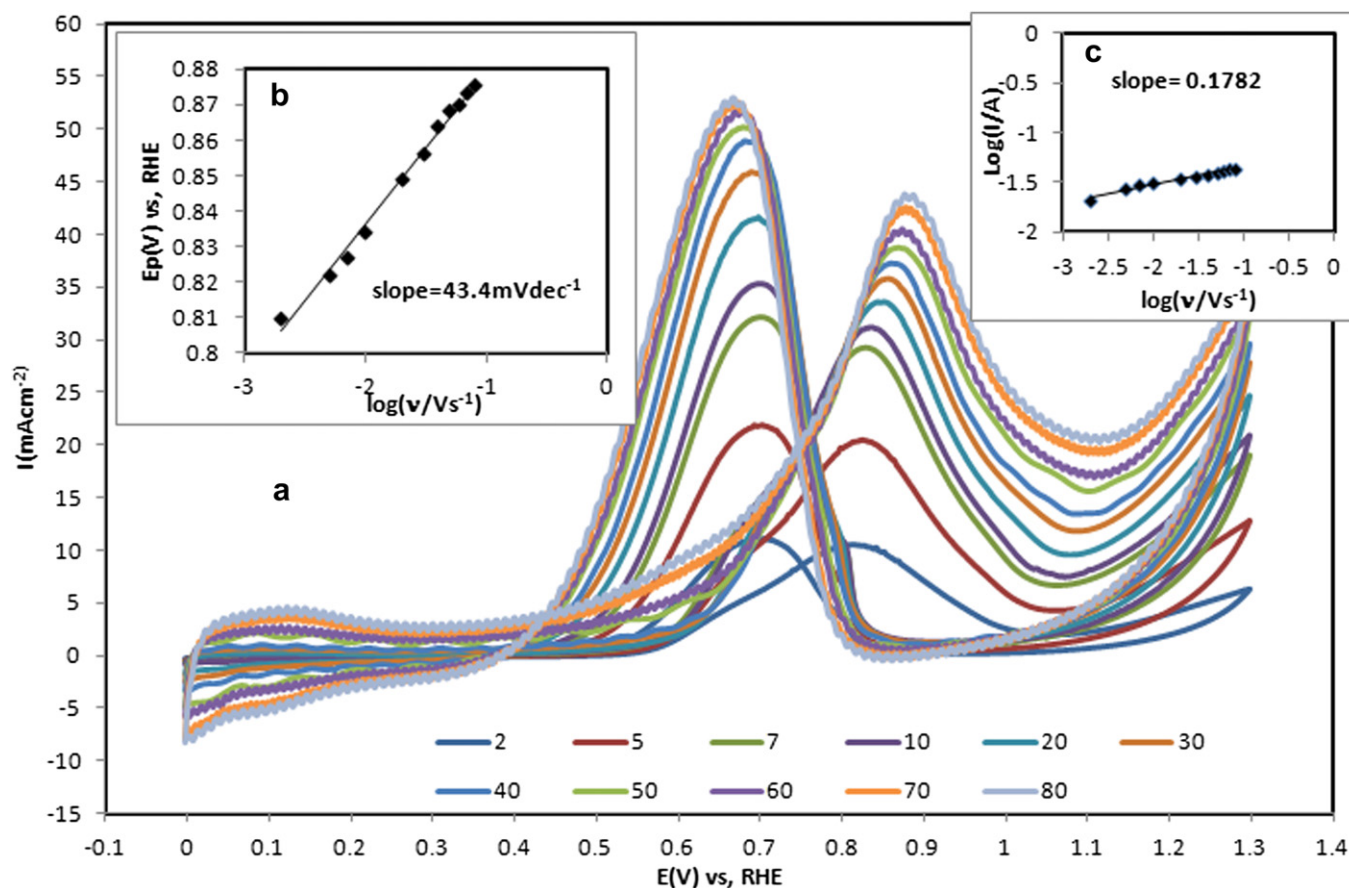 60
55
50
45
40
35
30
25
20
15
10
5
0
-5
-10
-15
I(mAcm-2)
-0.1 0 0.1 0.2 0.3 0.4 0.5 0.6 0.7 0.8 0.9 1 1.1 1.2 1.3 1.4
E(V) vs, RHE
a
2 5 7 10 20 30
40 50 60 70 80
b
0.88
0.87
0.86
0.85
0.84
0.83
0.82
0.81
0.8
Ep(V) vs, RHE
slope=43.4mVdec-1
-3 -2 -1 0
log(ν/Vs-1)
c
0
-0.5
-1
-1.5
-2
Log(I/A)
slope= 0.1782
-3 -2.5 -2 -1.5 -1 -0.5 0
log(ν/Vs-1)